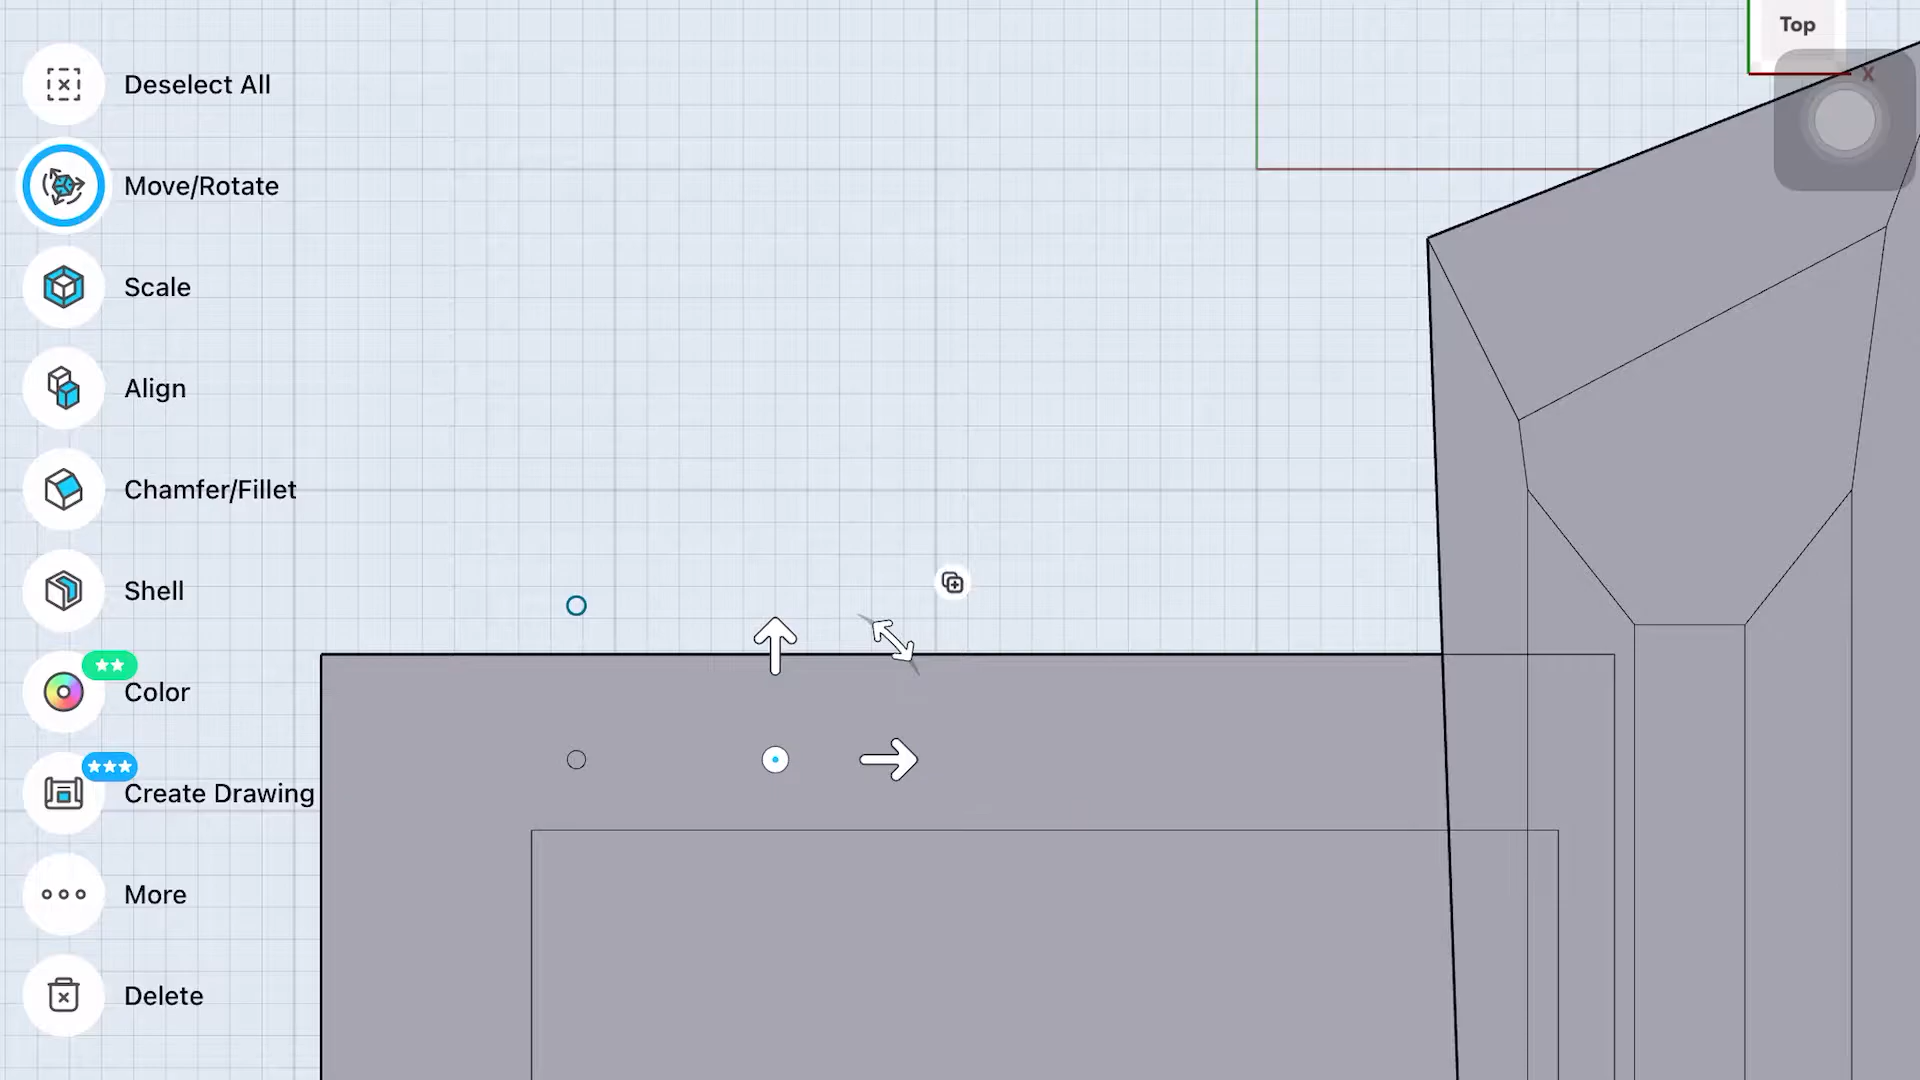 Top
X
Deselect All
Move/Rotate
Scale
Align
Chamfer/Fillet
Shell
Color
Create Drawing
More
Delete